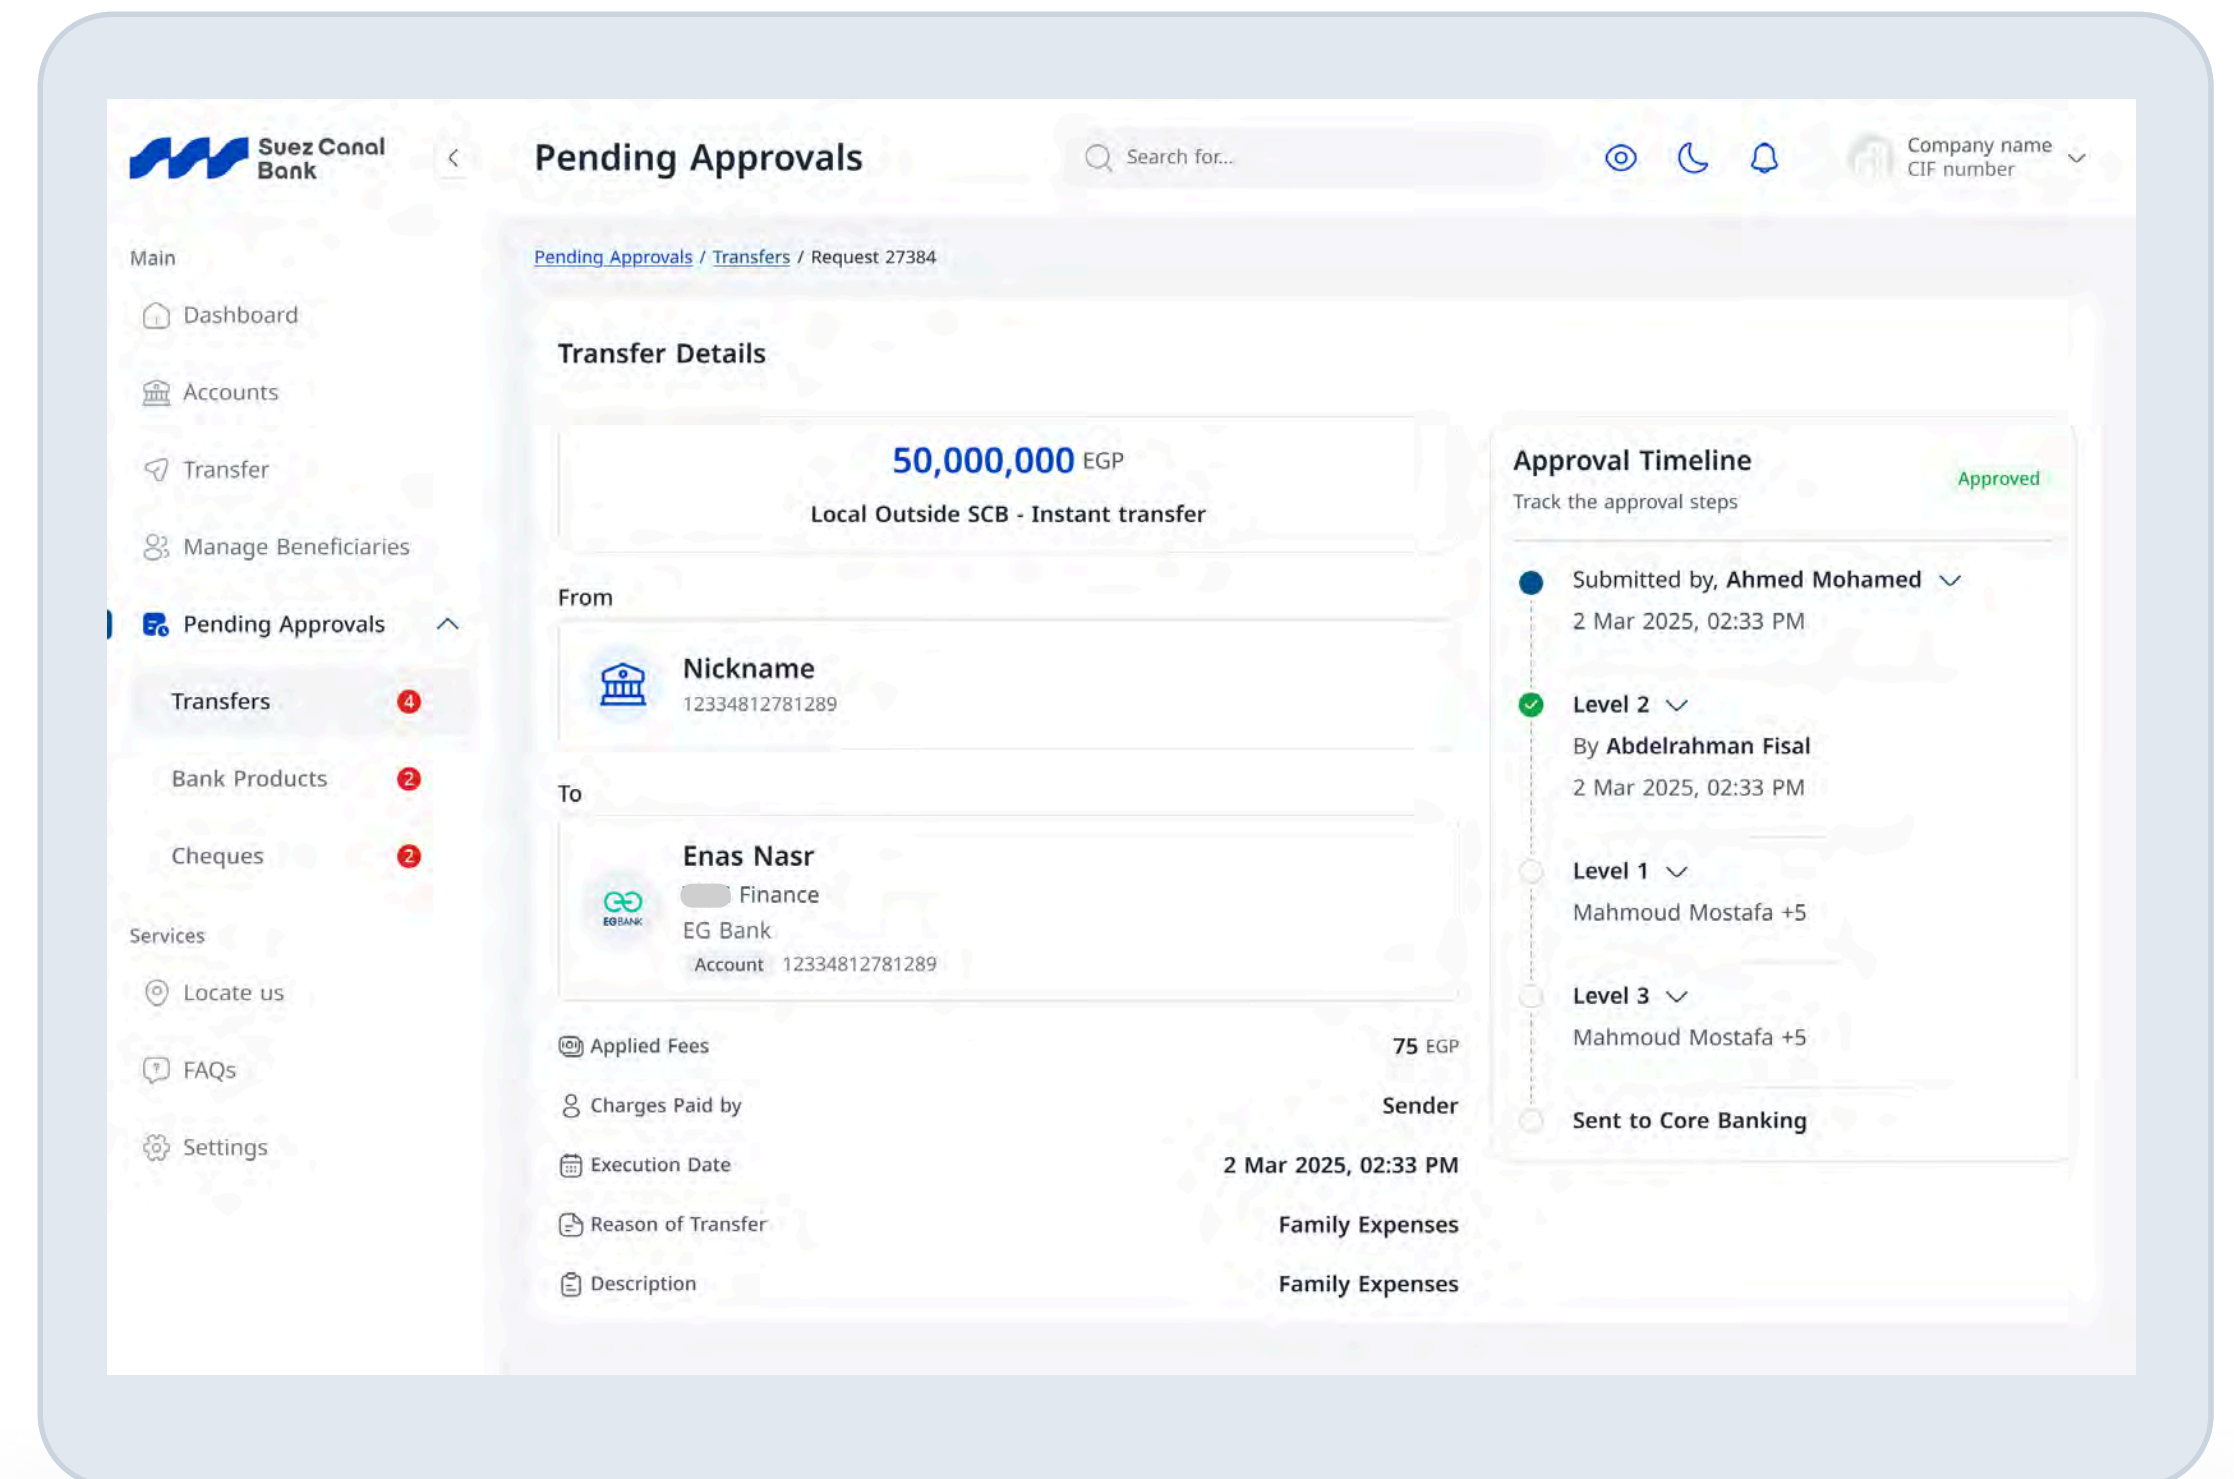 Suez Canal
Bank
Pending Approvals
Search for...
Company name
CIF number
Main
Dashboard
Accounts
Transfer
Manage Beneficiaries
Pending Approvals
Transfers 4
Bank Products 2
Cheques 2
Services
Locate us
FAQs
Settings
Pending Approvals / Transfers / Request 27384
Transfer Details
50,000,000 EGP
Local Outside SCB - Instant transfer
From
Nickname
12334812781289
To
EGBANK
Enas Nasr
Finance
EG Bank
Account 12334812781289
Applied Fees 75 EGP
Charges Paid by Sender
Execution Date 2 Mar 2025, 02:33 PM
Reason of Transfer Family Expenses
Description Family Expenses
Approval Timeline
Approved
Track the approval steps
Submitted by, Ahmed Mohamed
2 Mar 2025, 02:33 PM
Level 2
By Abdelrahman Fisal
2 Mar 2025, 02:33 PM
Level 1
Mahmoud Mostafa +5
Level 3
Mahmoud Mostafa +5
Sent to Core Banking